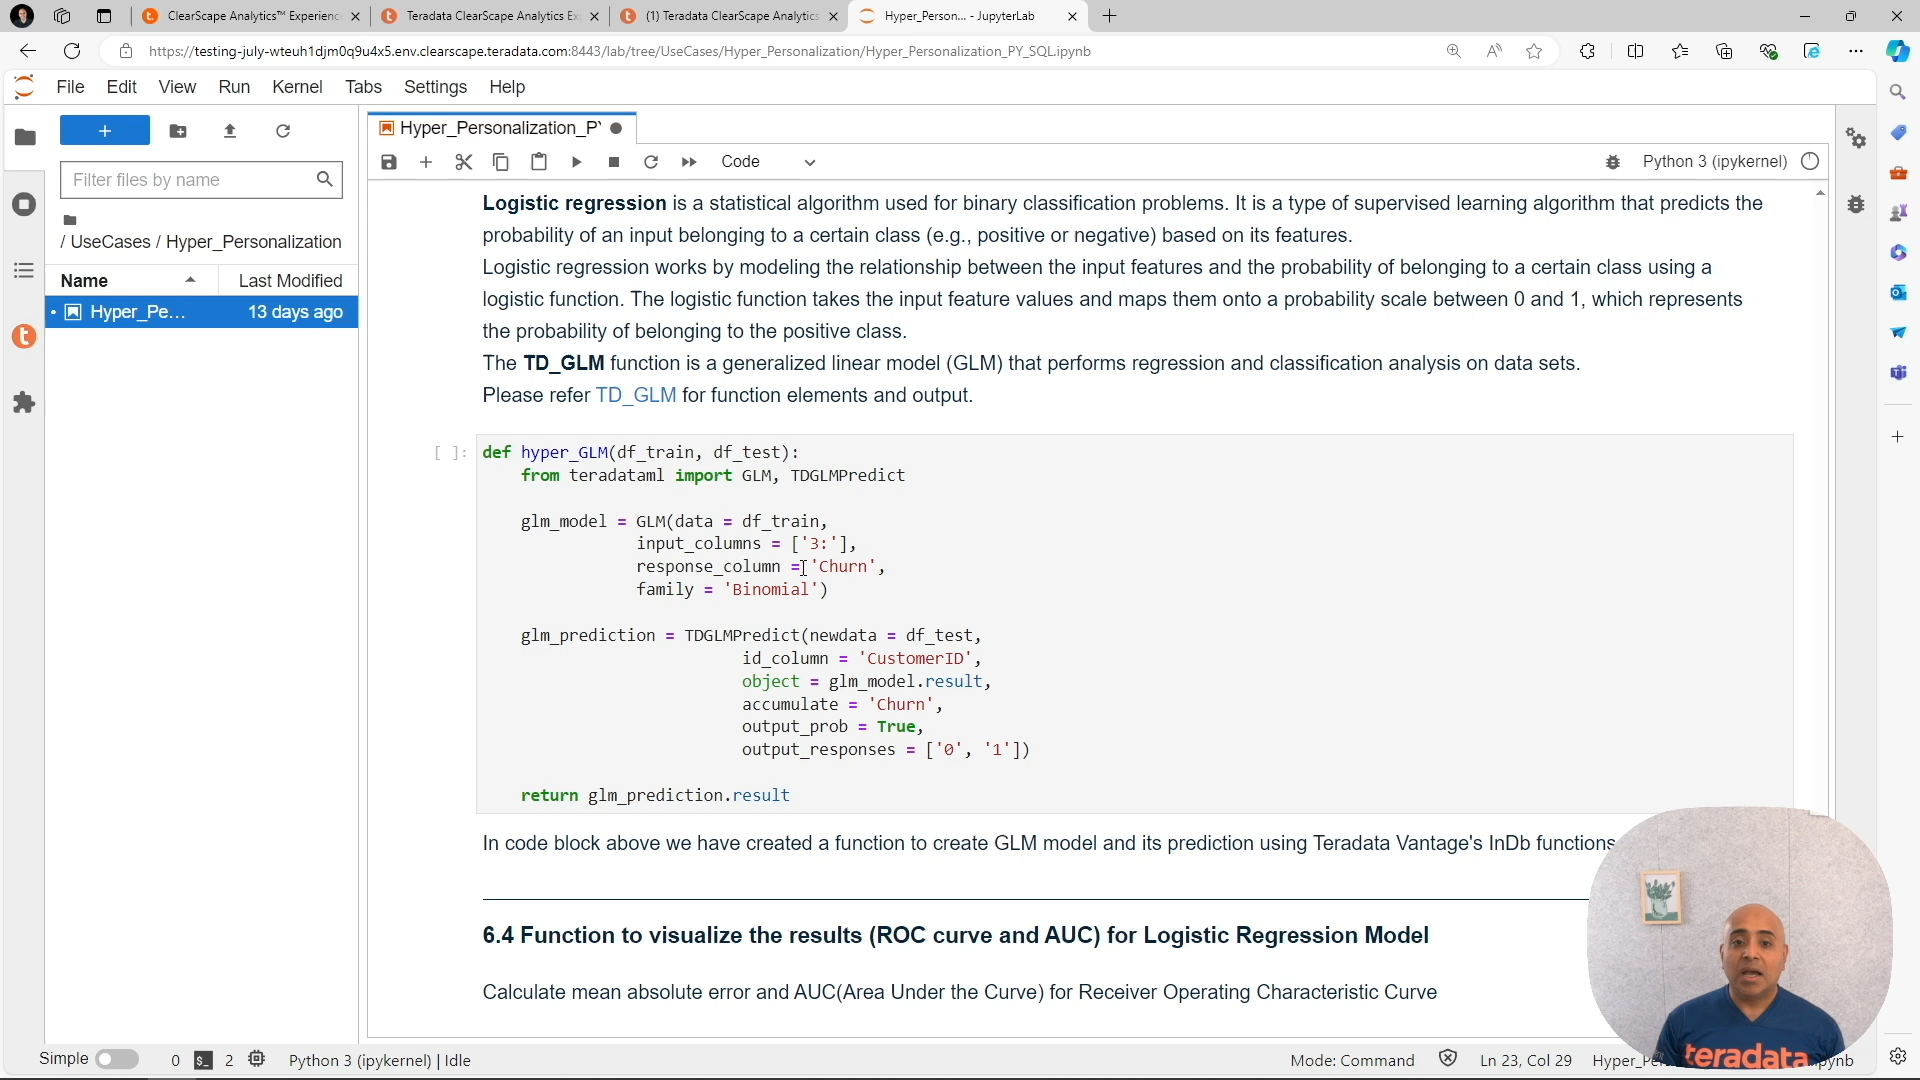 ClearScape Analytics™ Experienc
Teradata ClearScape Analytics Ex
(1) Teradata ClearScape Analytics
Hyper_Person... - JupyterLab
https://testing-july-wteuh1djm0q9u4x5.env.clearscape.teradata.com:8443/lab/tree/UseCases/Hyper_Personalization/Hyper_Personalization_PY_SQL.ipynb
File Edit View Run Kernel Tabs Settings Help
Hyper_Personalization_P
Code
Python 3 (ipykernel)
Filter files by name
/ UseCases / Hyper_Personalization
Name Last Modified
Hyper_Pe... 13 days ago
Logistic regression is a statistical algorithm used for binary classification problems. It is a type of supervised learning algorithm that predicts the
probability of an input belonging to a certain class (e.g., positive or negative) based on its features.
Logistic regression works by modeling the relationship between the input features and the probability of belonging to a certain class using a
logistic function. The logistic function takes the input feature values and maps them onto a probability scale between 0 and 1, which represents
the probability of belonging to the positive class.
The TD_GLM function is a generalized linear model (GLM) that performs regression and classification analysis on data sets.
Please refer TD_GLM for function elements and output.
[ ]: def hyper_GLM(df_train, df_test):
from teradataml import GLM, TDGLMPredict
glm_model = GLM(data = df_train,
input_columns = ['3:'],
response_column = 'Churn',
family = 'Binomial')
glm_prediction = TDGLMPredict(newdata = df_test,
id_column = 'CustomerID',
object = glm_model.result,
accumulate = 'Churn',
output_prob = True,
output_responses = ['0', '1'])
return glm_prediction.result
In code block above we have created a function to create GLM model and its prediction using Teradata Vantage's InDb functions
6.4 Function to visualize the results (ROC curve and AUC) for Logistic Regression Model
Calculate mean absolute error and AUC(Area Under the Curve) for Receiver Operating Characteristic Curve
teradata.
Simple 0 2 Python 3 (ipykernel) | Idle
Mode: Command Ln 23, Col 29 Hyper_Pe ipynb